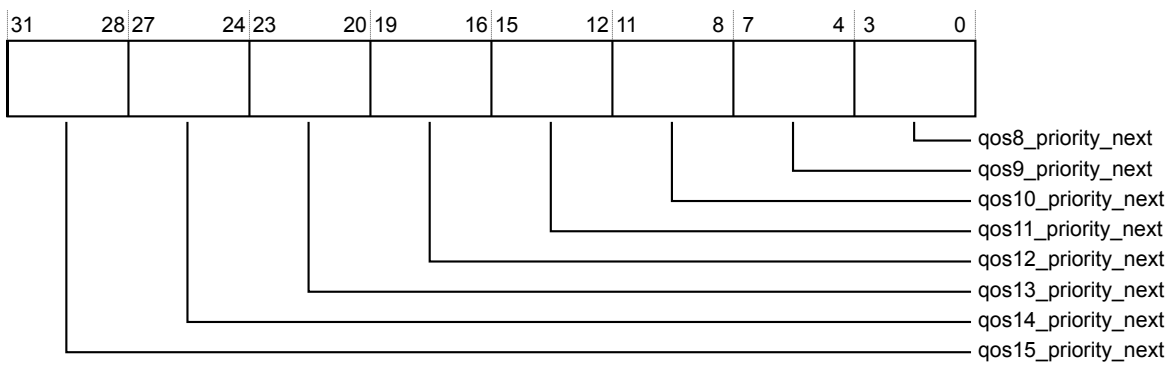 31 28 27 24 23 20 19 16 15 12 11 8 7 4 3 0
qos8_priority_next
qos9_priority_next
qos10_priority_next
qos11_priority_next
qos12_priority_next
qos13_priority_next
qos14_priority_next
qos15_priority_next